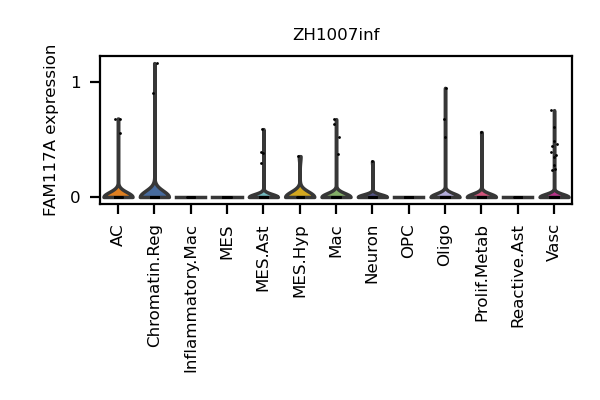 ZH1007inf
FAM117A expression
1
0
AC
Chromatin.Reg
Inflammatory.Mac
MES
MES.Ast
MES.Hyp
Mac
Neuron
OPC
Oligo
Prolif.Metab
Reactive.Ast
Vasc